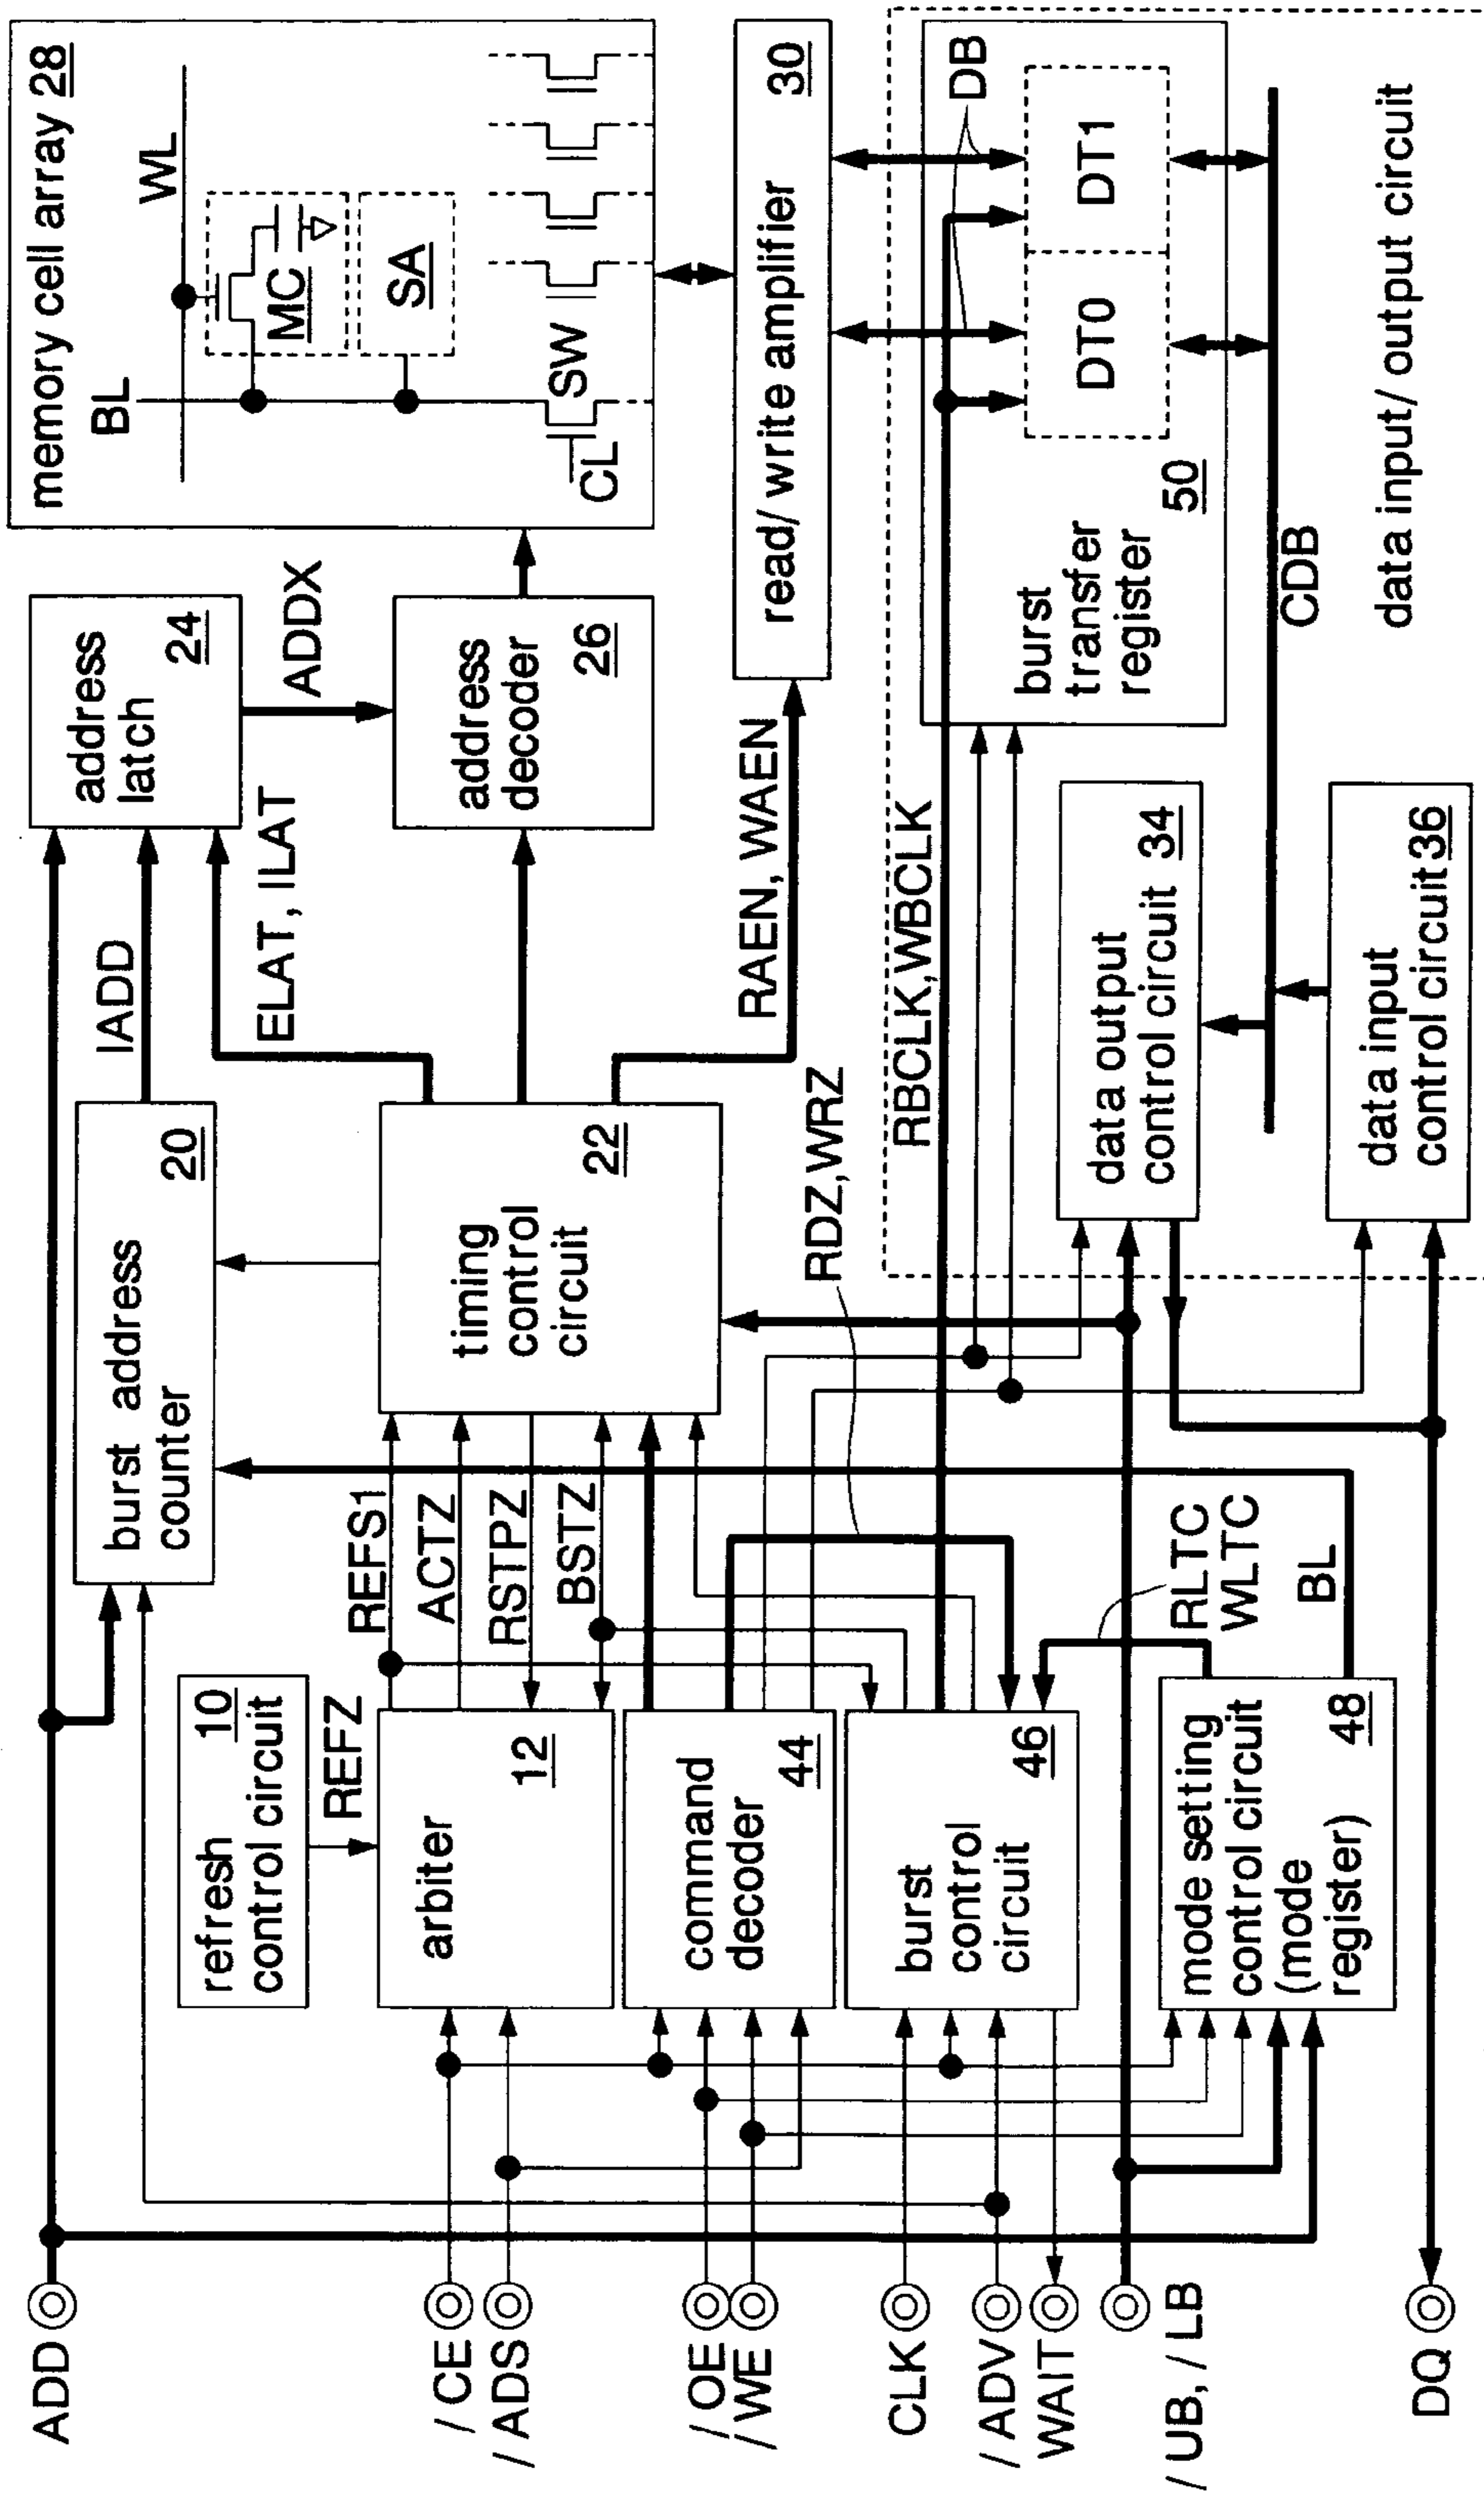 ADD
/ CE
/ ADS
/ OE
/ WE
CLK
/ ADV
WAIT
/ UB, / LB
DQ
refresh 10
control circuit
REFZ
arbiter
12
command
decoder
44
burst
control
circuit
46
mode setting
control circuit
(mode
register)
48
REFS1
ACTZ
RSTPZ
BSTZ
RLTC
WLTC
BL
burst address
counter
20
timing
control
circuit
22
RDZ,WRZ
IADD
ELAT, ILAT
RAEN, WAEN
RBCLK,WBCLK
data output
control circuit 34
data input
control circuit 36
address
latch
24
ADDX
address
decoder
26
memory cell array 28
BL
WL
MC
SA
SW
CL
read/ write amplifier
30
burst
transfer
register
50
DT0
DT1
DB
CDB
data input/ output circuit